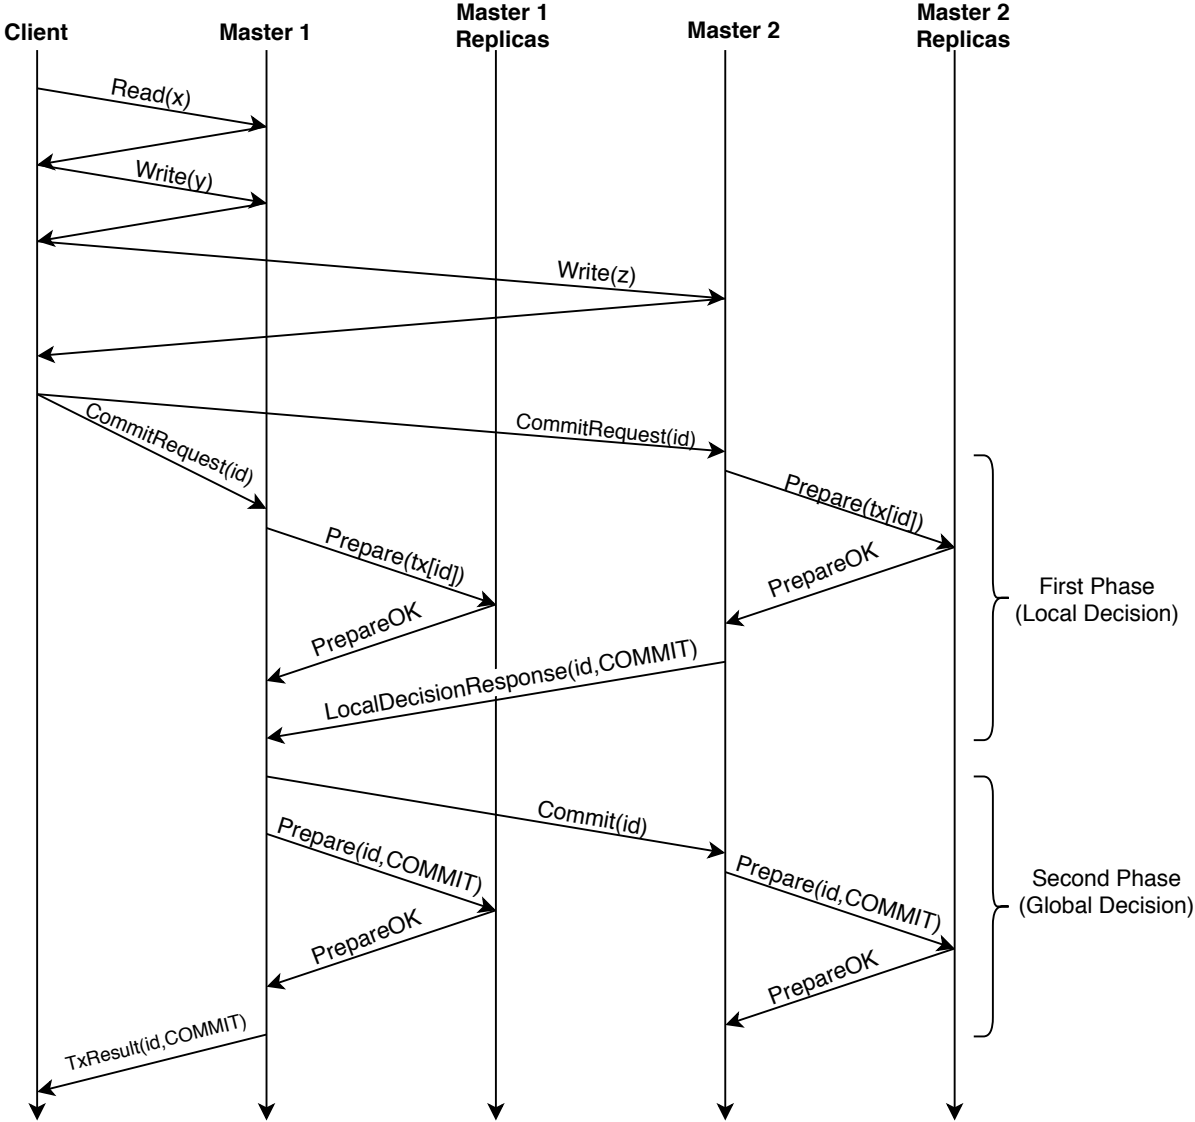 Client
Master 1
Master 1
Replicas
Master 2
Master 2
Replicas
Read(x)
Write(y)
Write(z)
CommitRequest(id)
CommitRequest(id)
Prepare(tx[id])
Prepare(tx[id])
PrepareOK
First Phase
(Local Decision)
PrepareOK
LocalDecisionResponse(id,COMMIT)
Commit(id)
Prepare(id,COMMIT)
Prepare(id,COMMIT)
Second Phase
(Global Decision)
PrepareOK
PrepareOK
TxResult(id,COMMIT)